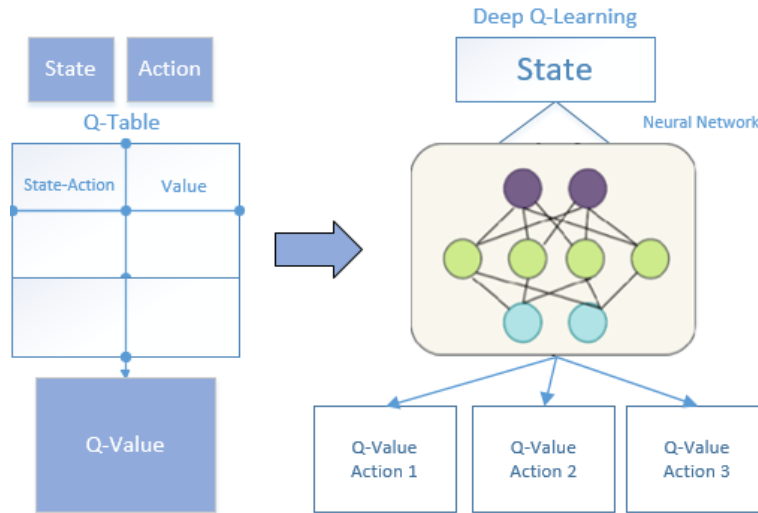 Deep Q-Learning
State
Action
State
Q-Table
Neural Network
State-Action
Value
Q-Value
Q-Value
Action 1
Q-Value
Action 2
Q-Value
Action 3